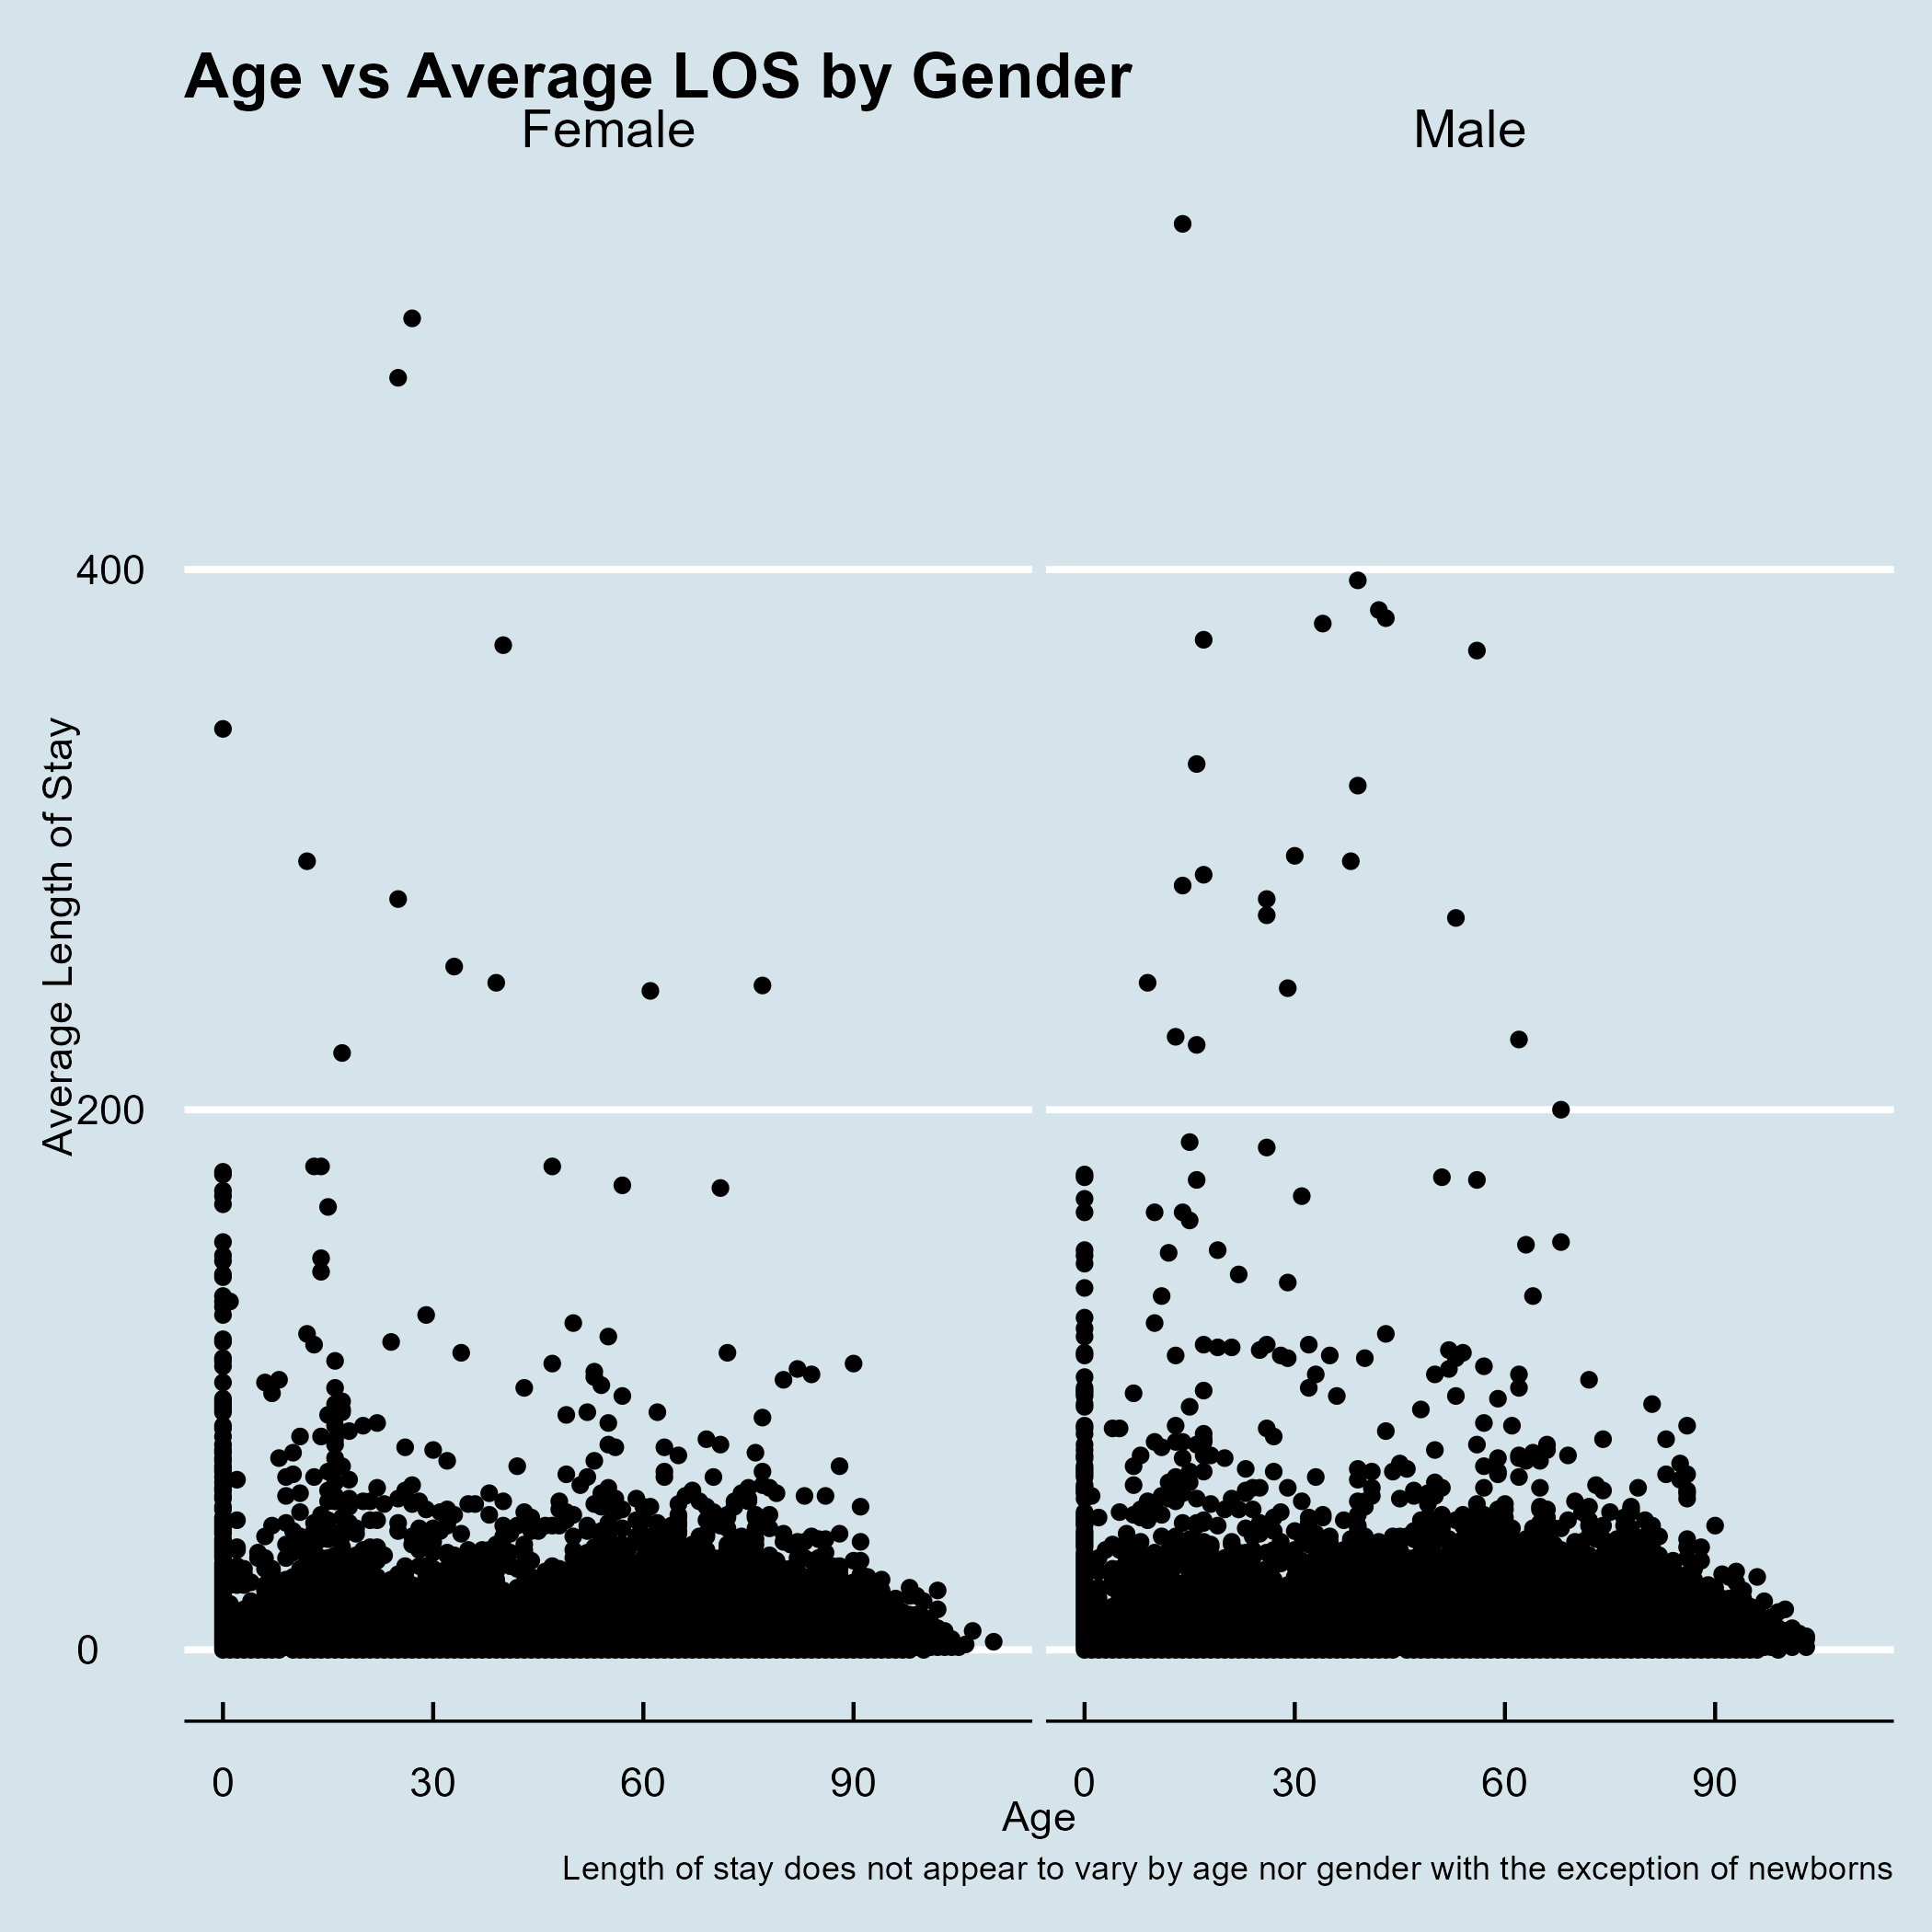 Age vs Average LOS by Gender
Female
Male
400
200
0
Average Length of Stay
0 30 60 90
0 30 60 90
Age
Length of stay does not appear to vary by age nor gender with the exception of newborns